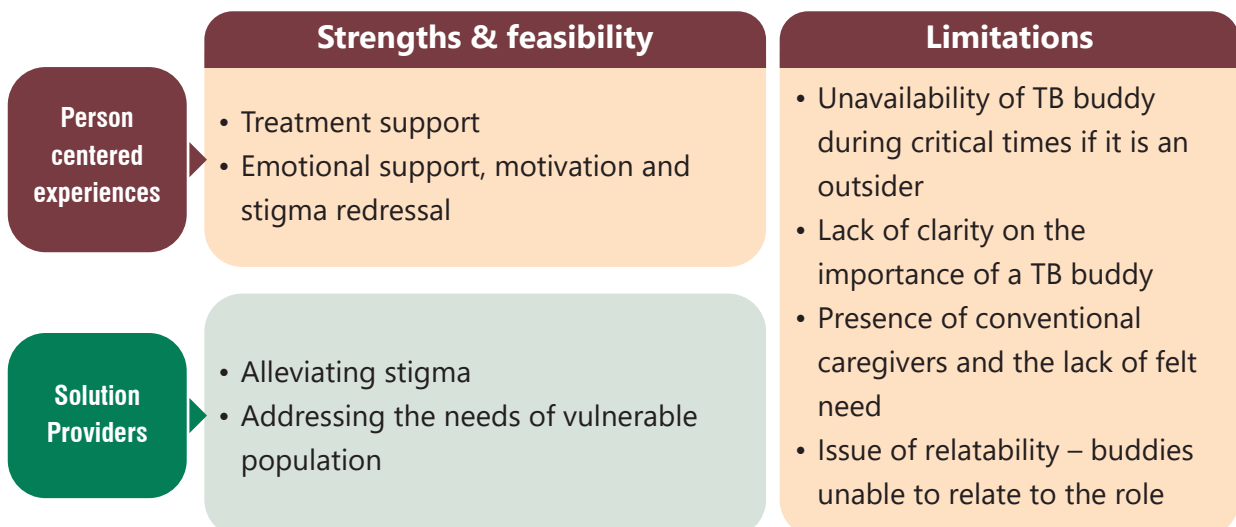 Strengths & feasibility
Limitations
Person
centered
experiences
• Treatment support
• Emotional support, motivation and
stigma redressal
Solution
Providers
• Alleviating stigma
• Addressing the needs of vulnerable
population
• Unavailability of TB buddy
during critical times if it is an
outsider
• Lack of clarity on the
importance of a TB buddy
• Presence of conventional
caregivers and the lack of felt
need
• Issue of relatability – buddies
unable to relate to the role